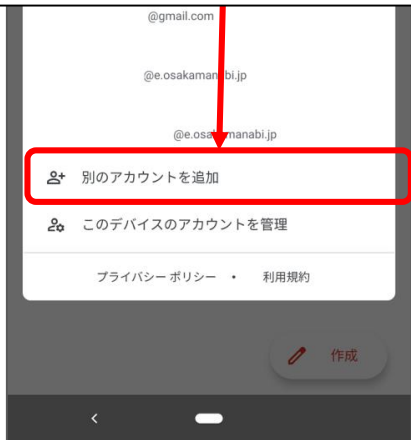 @gmail.com
@e.osakamanabi.jp
@e.osakamanabi.jp
別のアカウントを追加
このデバイスのアカウントを管理
プライバシー ポリシー • 利用規約
作成